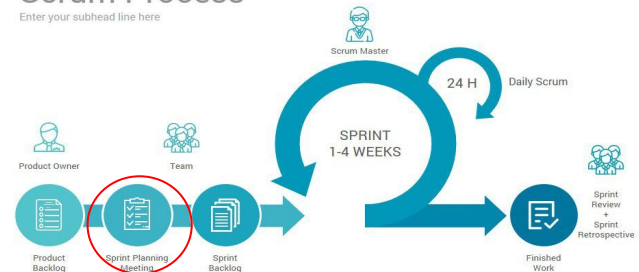 Scrum Process
Enter your subhead line here
Scrum Master
24 H
Daily Scrum
SPRINT
1-4 WEEKS
Product Owner
Team
Sprint
Review
+
Sprint
Retrospective
Product
Backlog
Sprint Planning
Meeting
Sprint
Backlog
Finished
Work